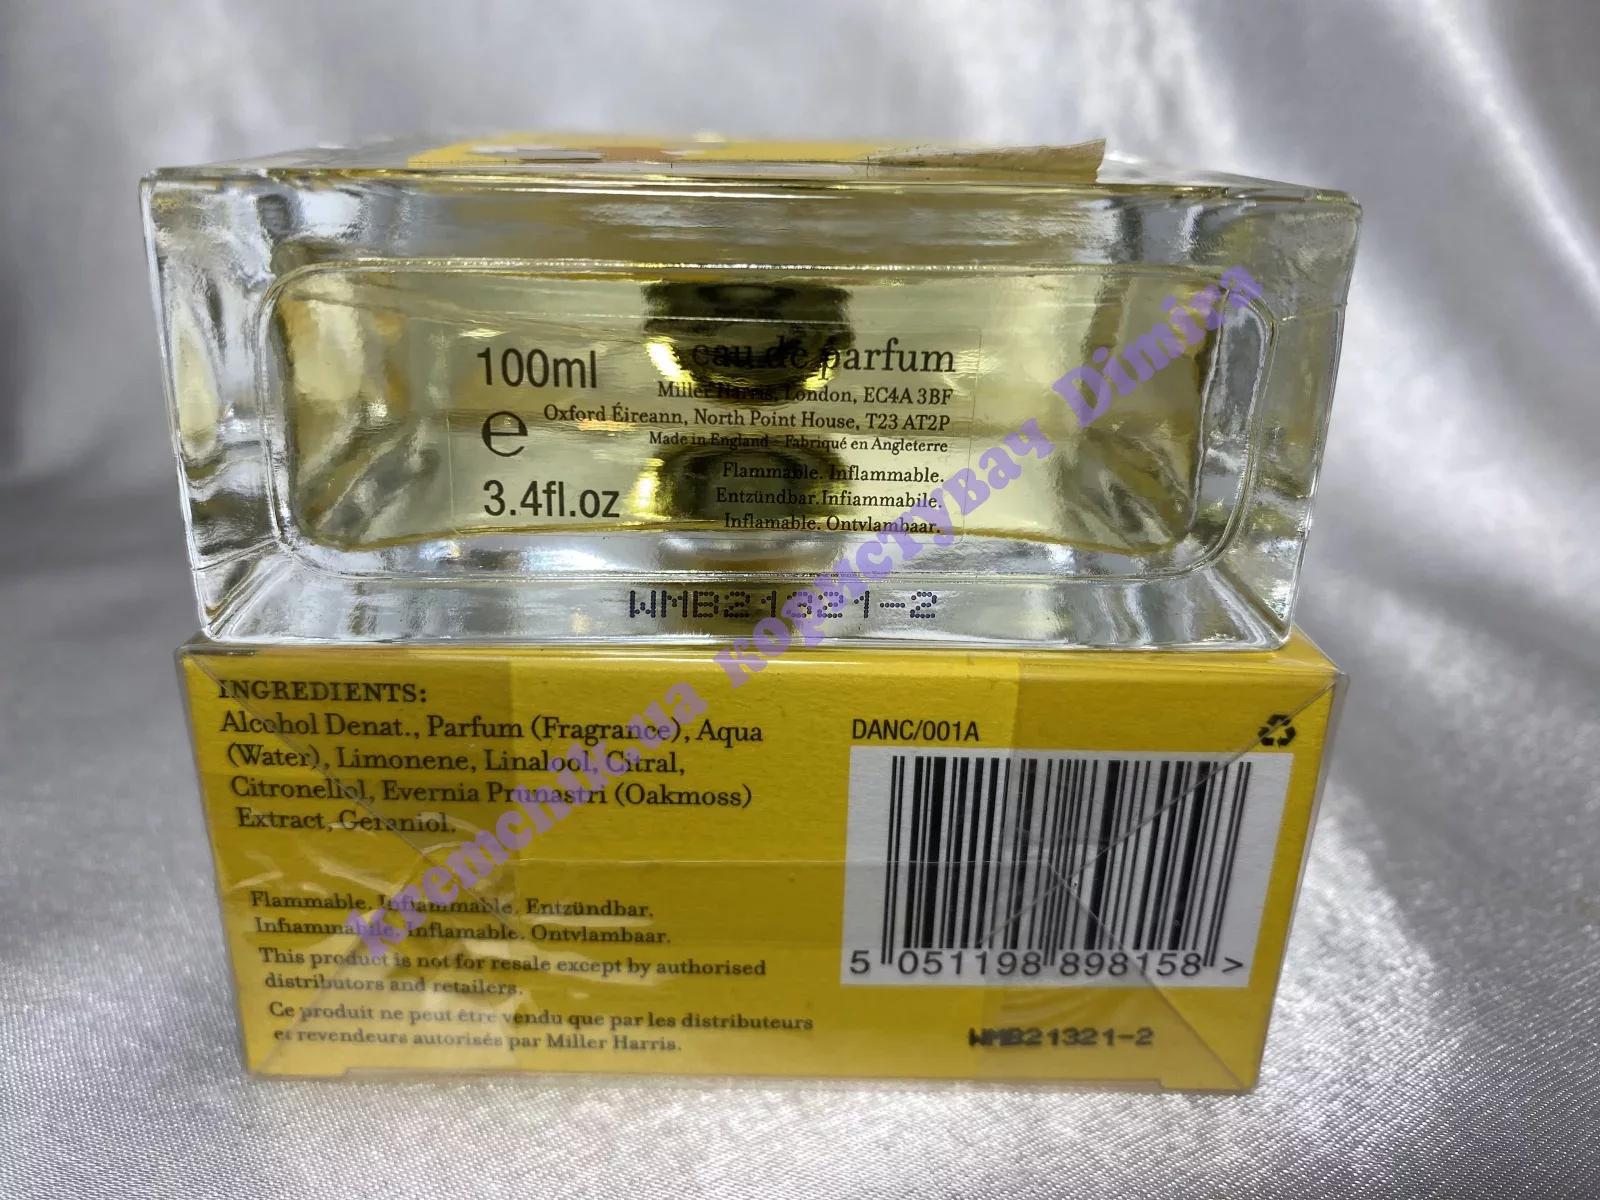 100ml
e
3.4fl.oz
eau de parfum
Miller Harris, London, EC4A 3BF
Oxford Éireann, North Point House, T23 AT2P
Made in England - Fabriqué en Angleterre
Flammable. Inflammable.
Entzündbar. Infiammabile.
Inflamable. Ontvlambaar.
WMB21321-2
INGREDIENTS:
Alcohol Denat., Parfum (Fragrance), Aqua
(Water), Limonene, Linalool, Citral,
Citronellol, Evernia Prunastri (Oakmoss)
Extract, Geraniol.
Flammable. Inflammable. Entzündbar.
Infiammabile. Inflamable. Ontvlambaar.
This product is not for resale except by authorised
distributors and retailers.
Ce produit ne peut être vendu que par les distributeurs
et revendeurs autorisés par Miller Harris.
DANC/001A
5 051198 898158 >
WMB21321-2
kremchik.ua користувач Dimira